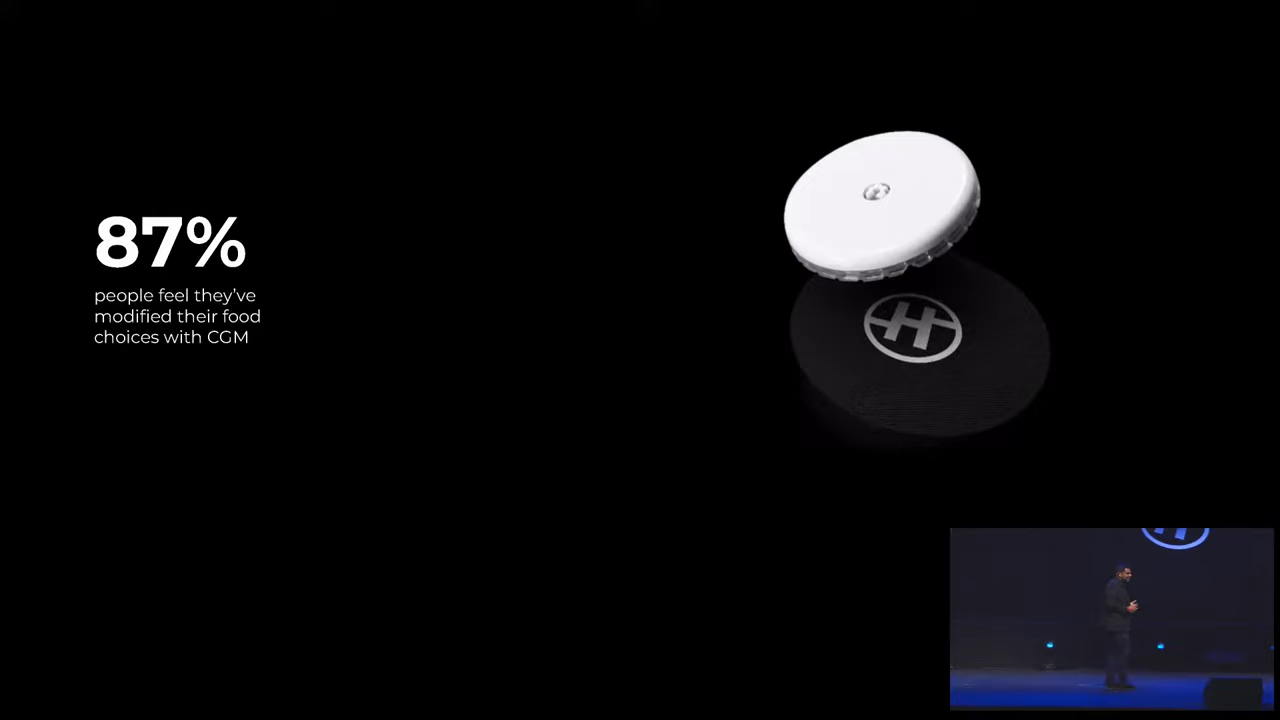 87%
people feel they've
modified their food
choices with CGM
H